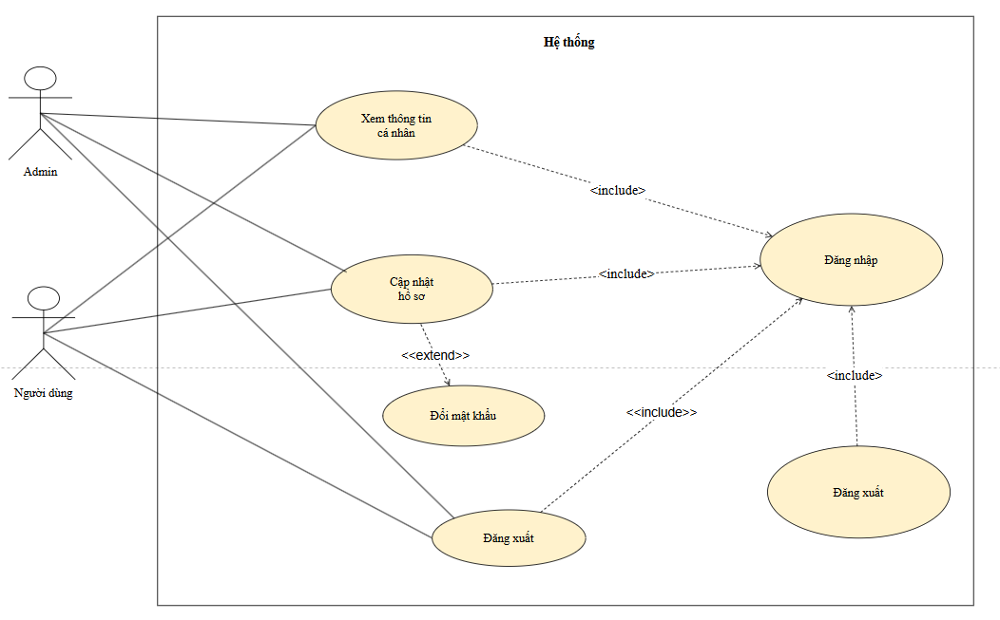 Hệ thống
Xem thông tin
cá nhân
Admin
<include>
Đăng nhập
Cập nhật
hồ sơ
<include>
<<extend>>
Người dùng
<include>
Đổi mật khẩu
<<include>>
Đăng xuất
Đăng xuất